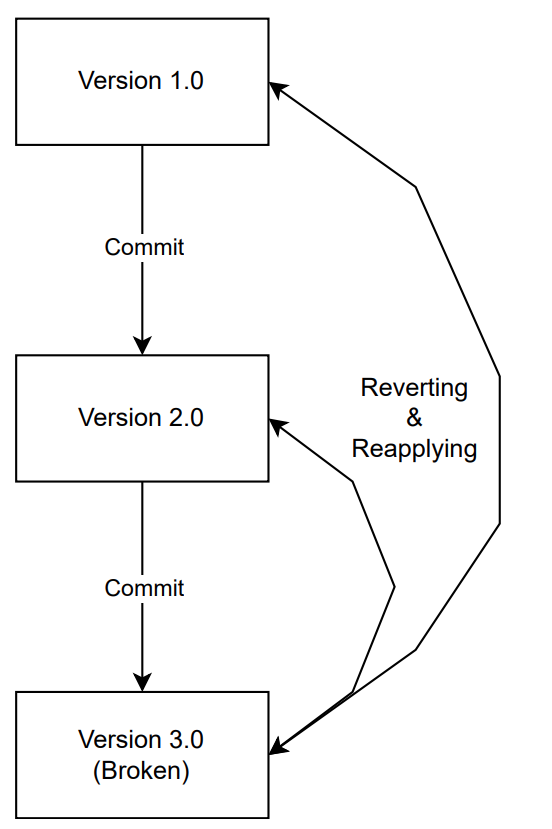 Version 1.0
Commit
Version 2.0
Reverting
&
Reapplying
Commit
Version 3.0
(Broken)